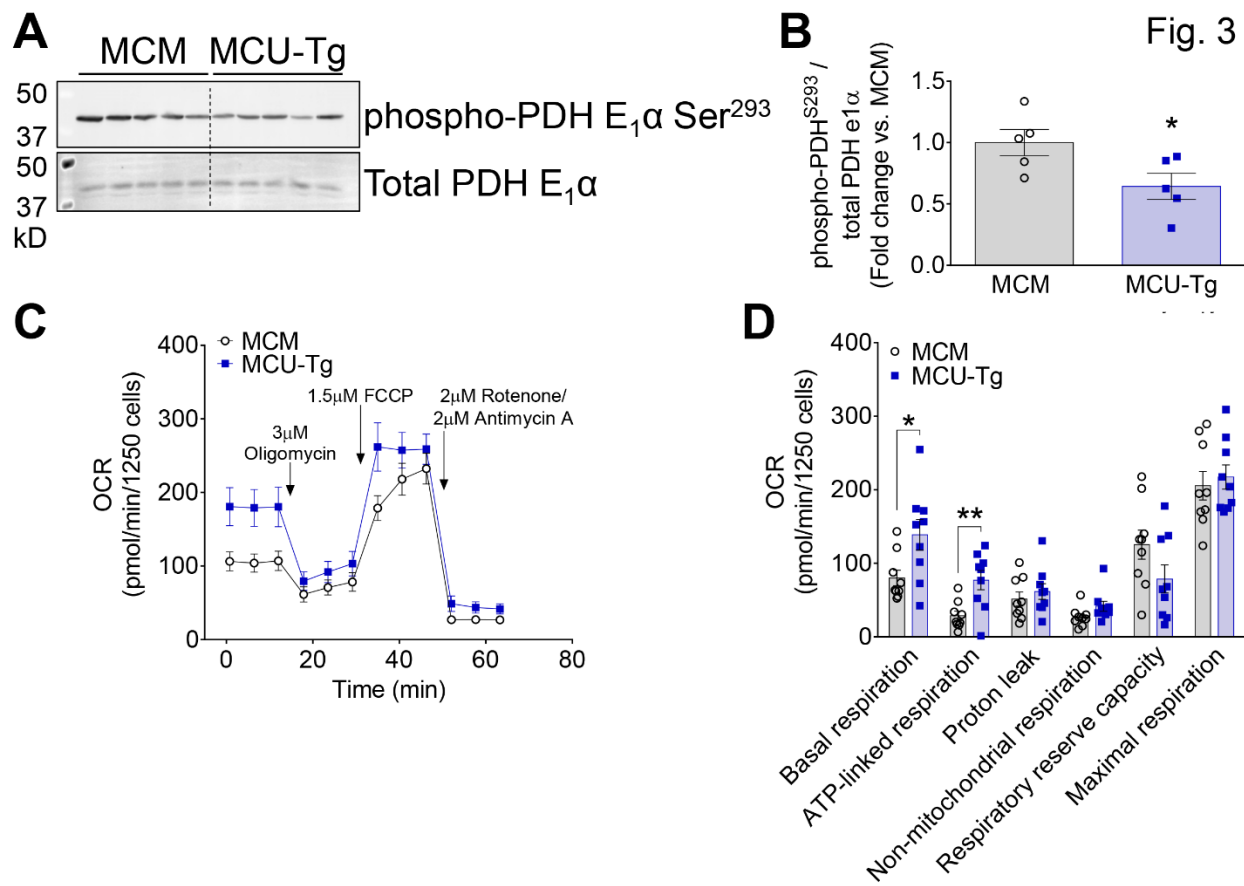 A
MCM MCU-Tg
50
37
phospho-PDH E₁α Ser²⁹³
50
37
Total PDH E₁α
kD
B
Fig. 3
phospho-PDHS²⁹³ /
total PDH e1α
(Fold change vs. MCM)
1.5
1.0
0.5
0.0
*
MCM MCU-Tg
C
MCM
MCU-Tg
OCR
(pmol/min/1250 cells)
400
300
200
100
0
3μM
Oligomycin
1.5μM FCCP
2μM Rotenone/
2μM Antimycin A
0 20 40 60 80
Time (min)
D
MCM
MCU-Tg
OCR
(pmol/min/1250 cells)
400
300
200
100
0
*
**
Basal respiration
ATP-linked respiration
Proton leak
Non-mitochondrial respiration
Respiratory reserve capacity
Maximal respiration